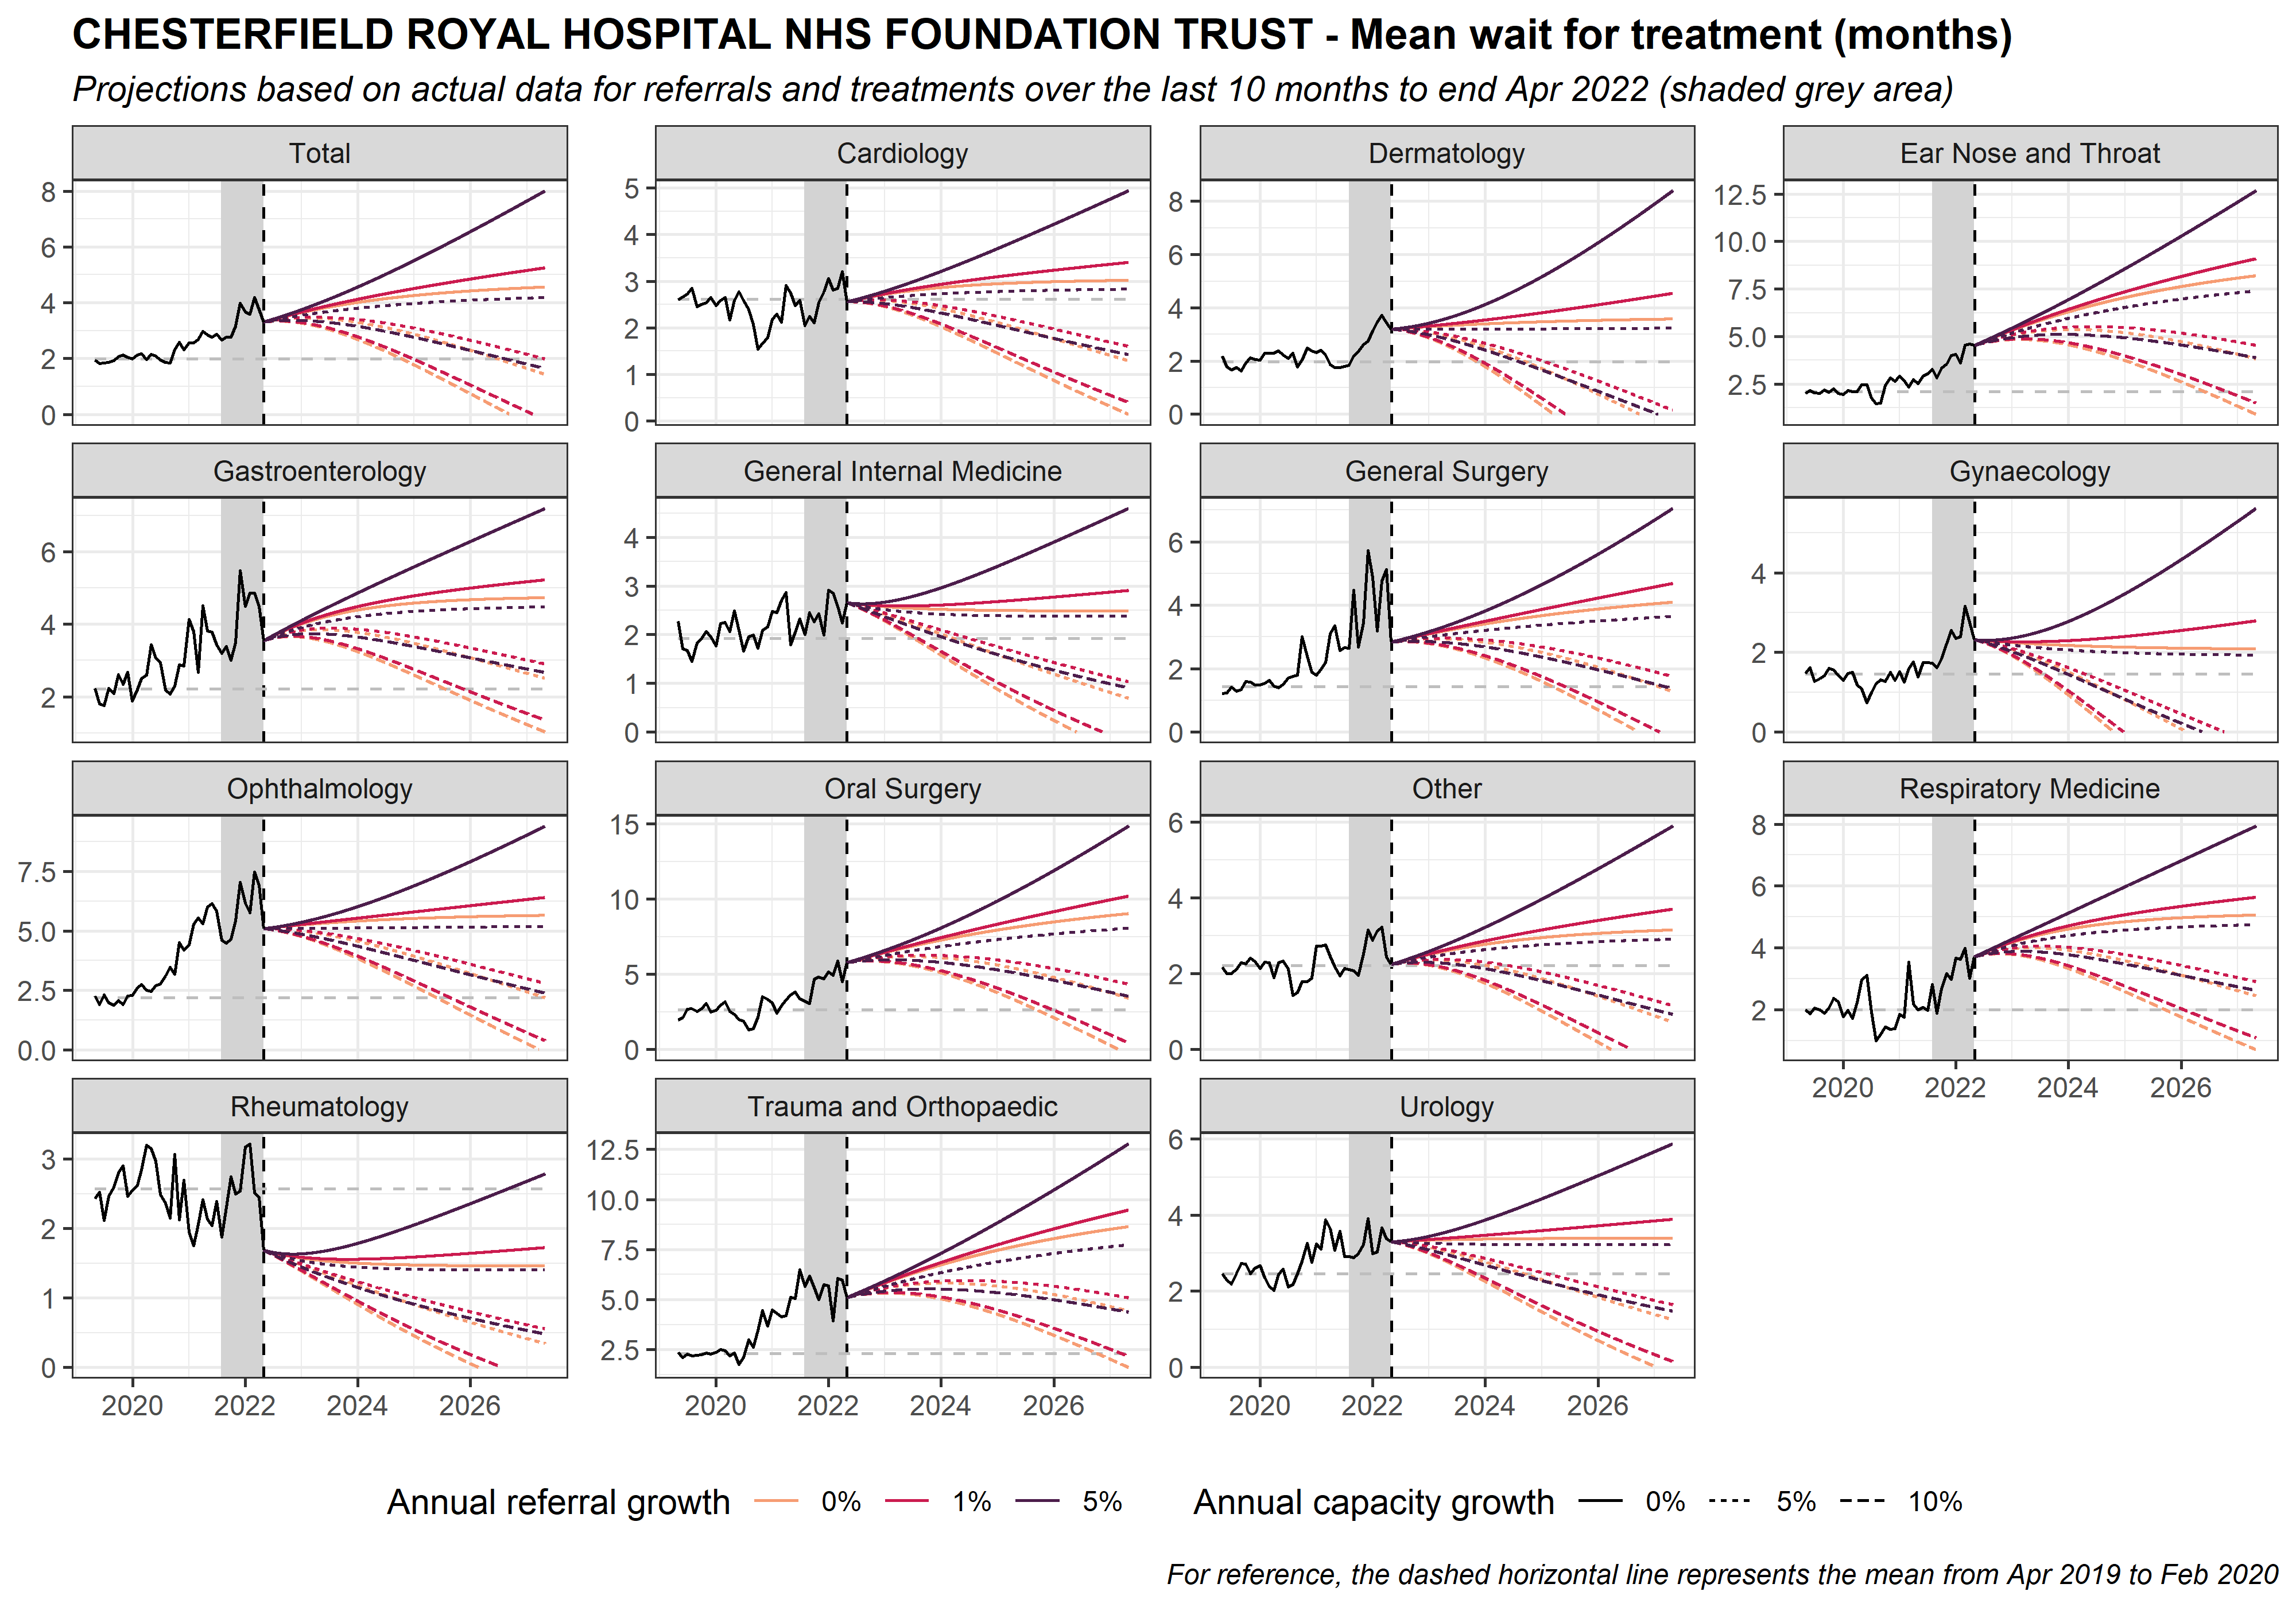 CHESTERFIELD ROYAL HOSPITAL NHS FOUNDATION TRUST - Mean wait for treatment (months)
Projections based on actual data for referrals and treatments over the last 10 months to end Apr 2022 (shaded grey area)
Total
8
6
4
2
0
Cardiology
5
4
3
2
1
0
Dermatology
8
6
4
2
0
Ear Nose and Throat
12.5
10.0
7.5
5.0
2.5
Gastroenterology
6
4
2
General Internal Medicine
4
3
2
1
0
General Surgery
6
4
2
0
Gynaecology
4
2
0
Ophthalmology
7.5
5.0
2.5
0.0
Oral Surgery
15
10
5
0
Other
6
4
2
0
Respiratory Medicine
8
6
4
2
2020 2022 2024 2026
Rheumatology
3
2
1
0
2020 2022 2024 2026
Trauma and Orthopaedic
12.5
10.0
7.5
5.0
2.5
2020 2022 2024 2026
Urology
6
4
2
0
2020 2022 2024 2026
Annual referral growth 0% 1% 5%
Annual capacity growth 0% 5% 10%
For reference, the dashed horizontal line represents the mean from Apr 2019 to Feb 2020